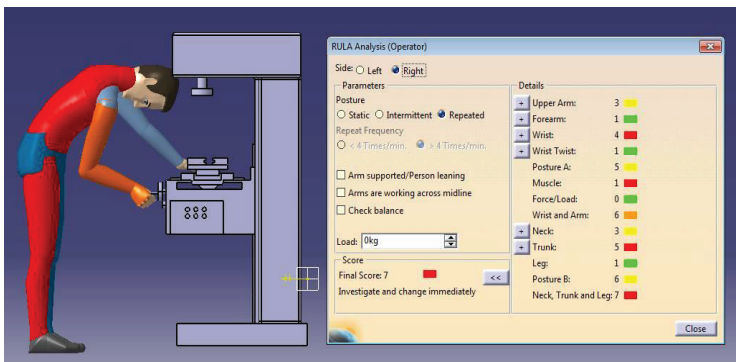 RULA Analysis (Operator)
Side: Left Right
Parameters
Posture
Static Intermittent Repeated
Repeat Frequency
< 4 Times/min. > 4 Times/min.
Arm supported/Person leaning
Arms are working across midline
Check balance
Load: 0kg
Score
Final Score: 7
<<
Investigate and change immediately
Details
+ Upper Arm: 3
+ Forearm: 1
+ Wrist: 4
+ Wrist Twist: 1
Posture A: 5
Muscle: 1
Force/Load: 0
Wrist and Arm: 6
+ Neck: 3
+ Trunk: 5
Leg: 1
Posture B: 6
Neck, Trunk and Leg: 7
Close